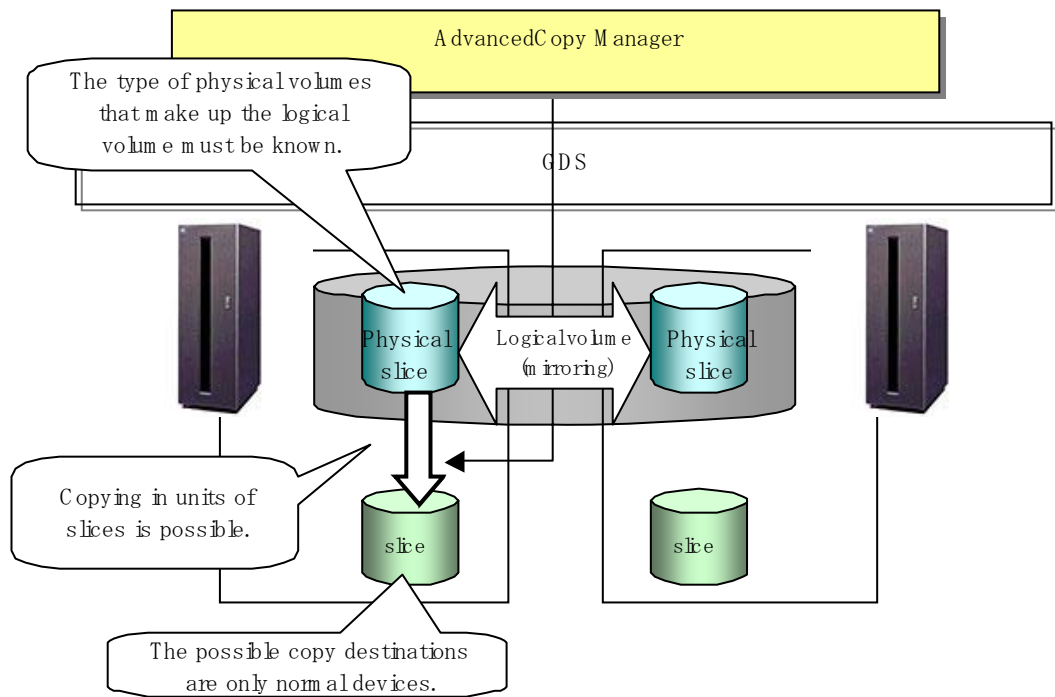 AdvancedCopy Manager
The type of physical volumes
that make up the logical
volume must be known.
GDS
Physical
slice
Logical volume
(mirroring)
Physical
slice
Copying in units of
slices is possible.
slice
slice
The possible copy destinations
are only normal devices.